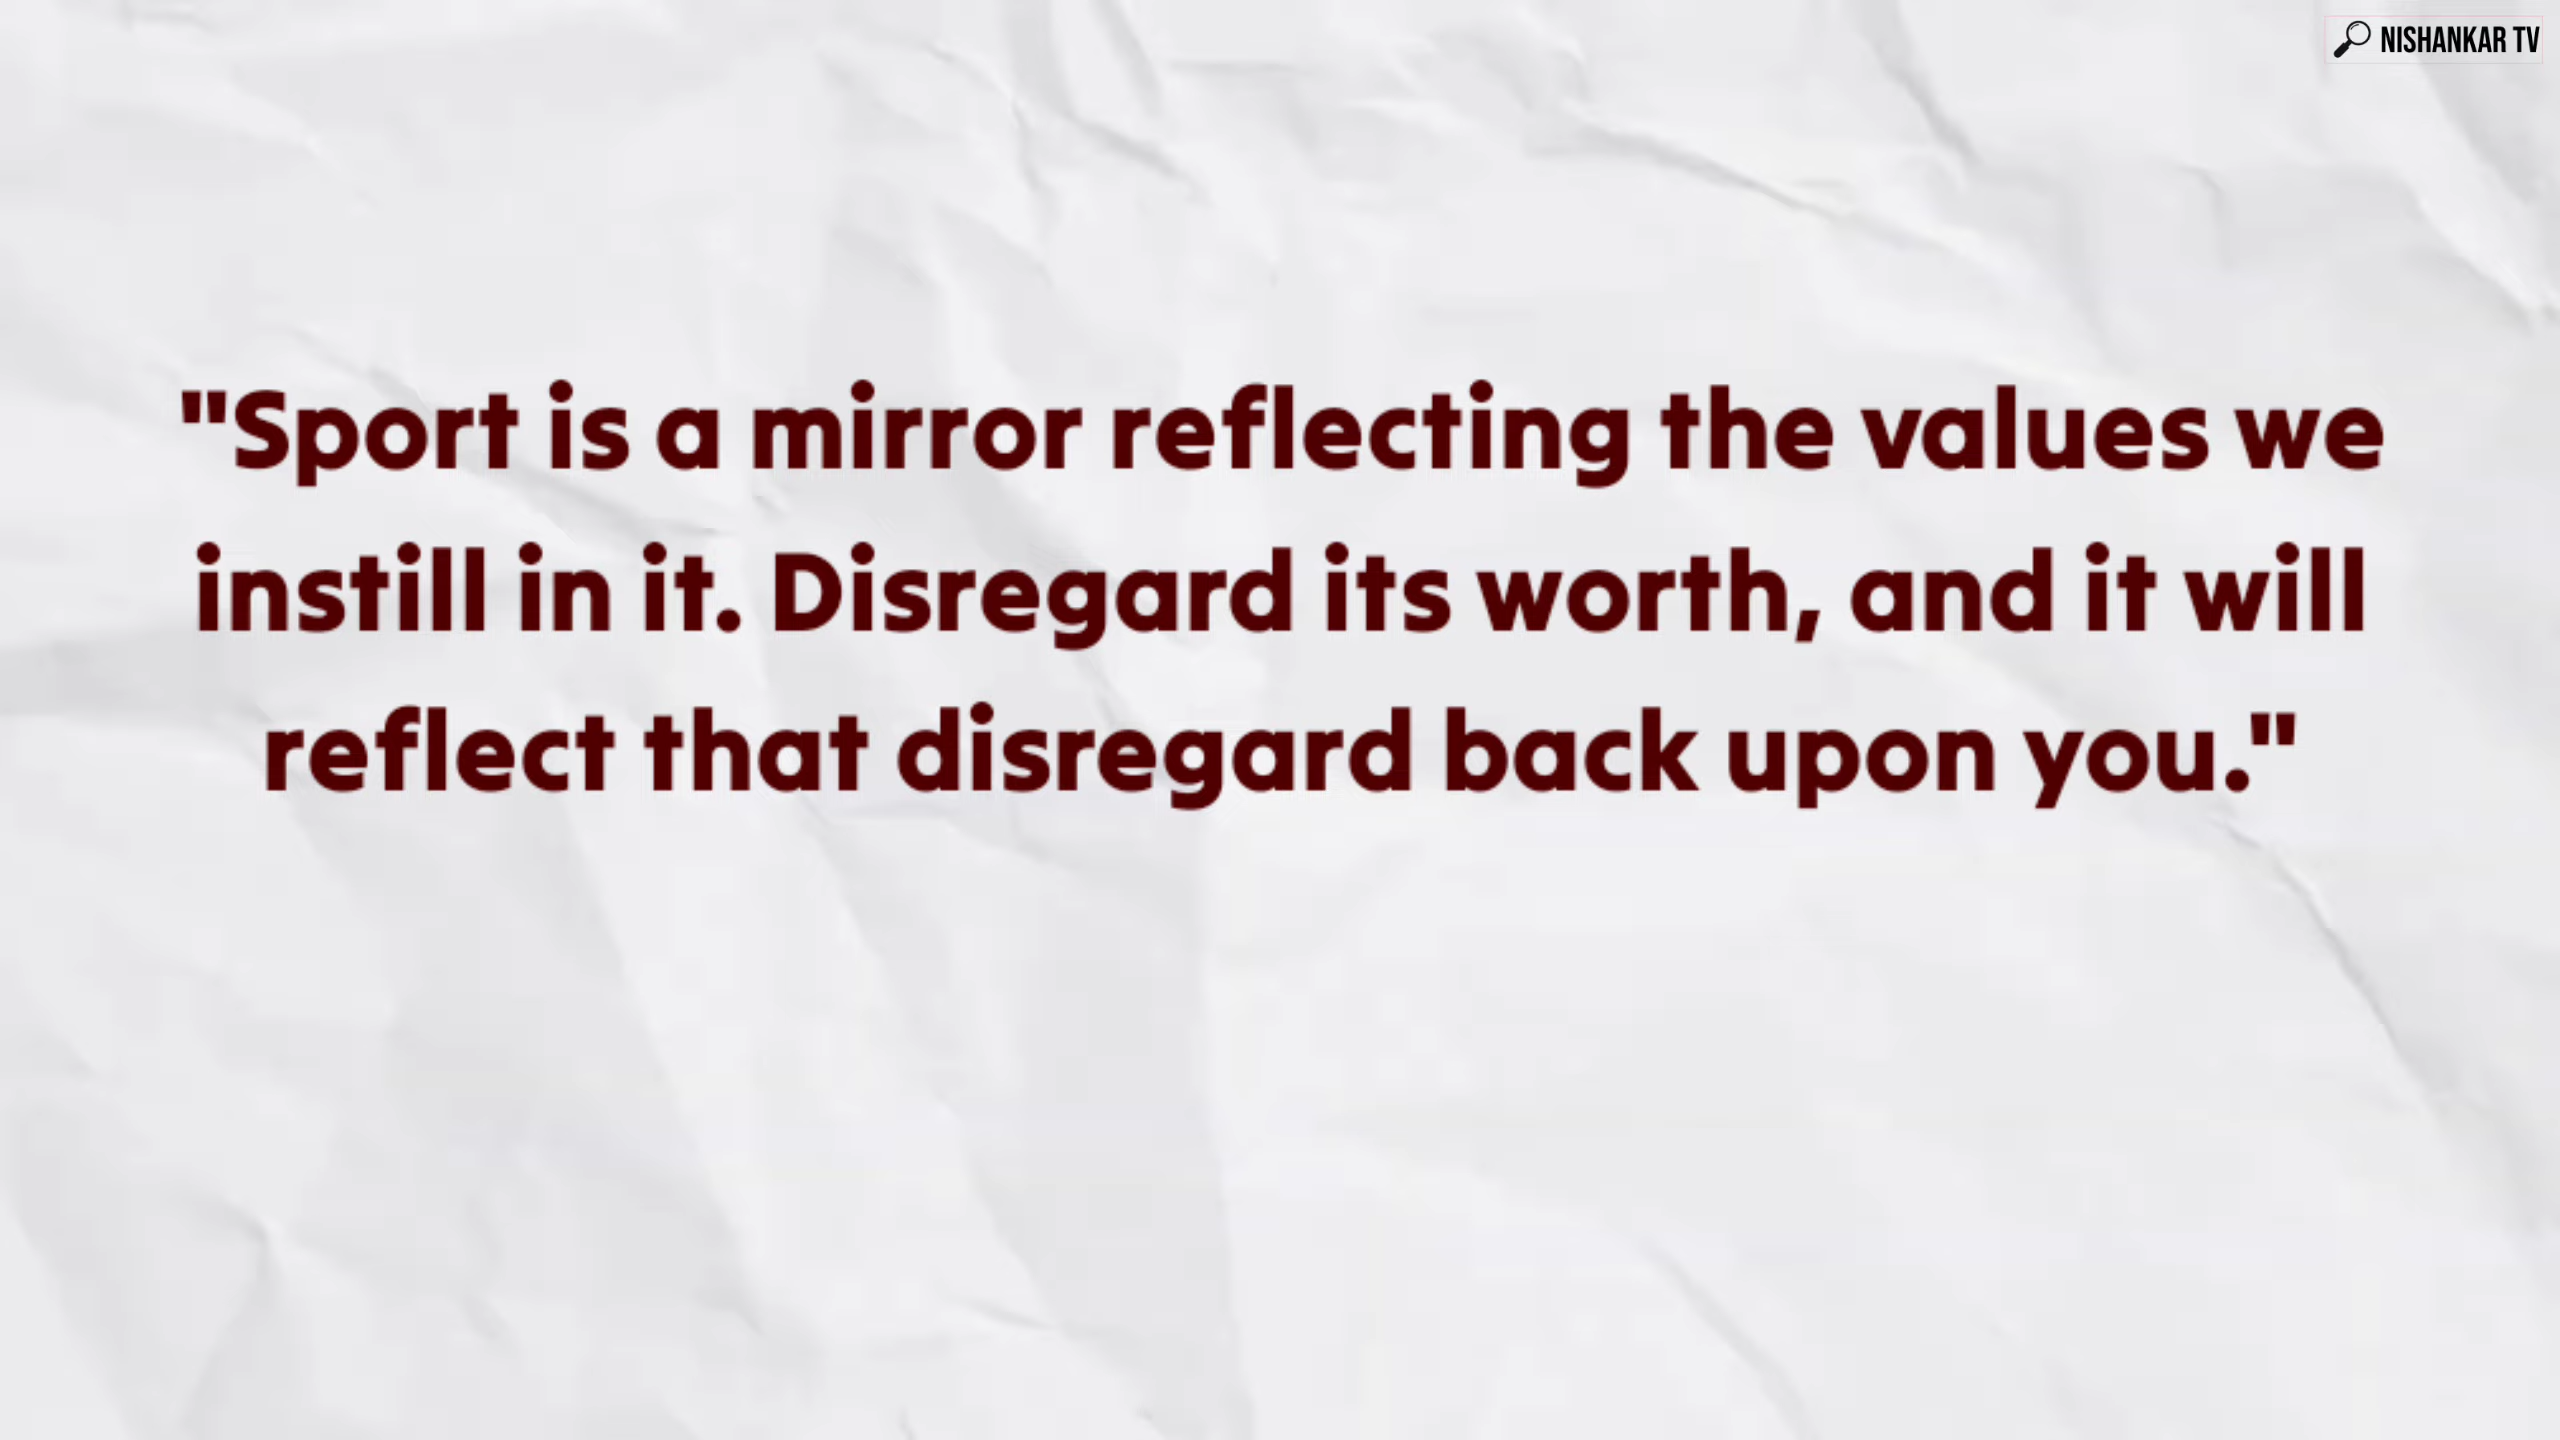 NISHANKAR TV
"Sport is a mirror reflecting the values we
instill in it. Disregard its worth, and it will
reflect that disregard back upon you."